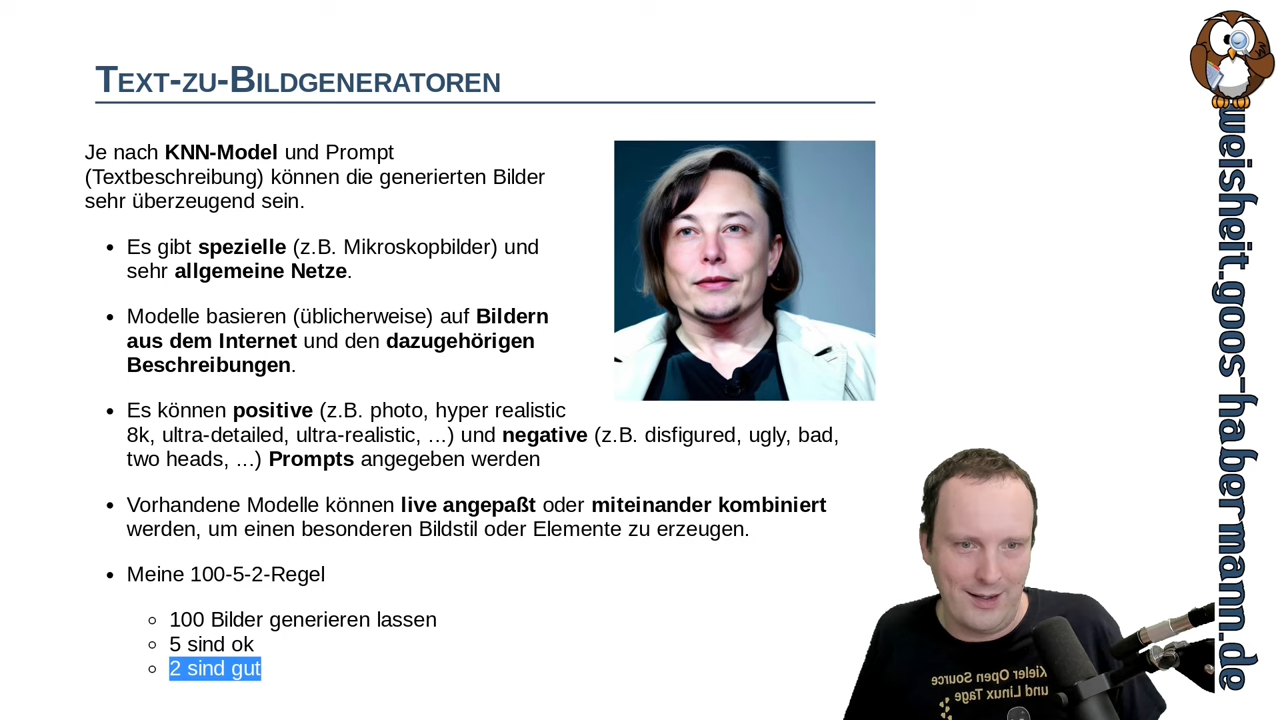 Text-zu-Bildgeneratoren
Je nach KNN-Model und Prompt
(Textbeschreibung) können die generierten Bilder
sehr überzeugend sein.
• Es gibt spezielle (z.B. Mikroskopbilder) und
sehr allgemeine Netze.
• Modelle basieren (üblicherweise) auf Bildern
aus dem Internet und den dazugehörigen
Beschreibungen.
• Es können positive (z.B. photo, hyper realistic
8k, ultra-detailed, ultra-realistic, ...) und negative (z.B. disfigured, ugly, bad,
two heads, ...) Prompts angegeben werden
• Vorhandene Modelle können live angepaßt oder miteinander kombiniert
werden, um einen besonderen Bildstil oder Elemente zu erzeugen.
• Meine 100-5-2-Regel
◦ 100 Bilder generieren lassen
◦ 5 sind ok
◦ 2 sind gut
weisheit.goos-habermann.de
Kieler Open Source
und Linux Tage